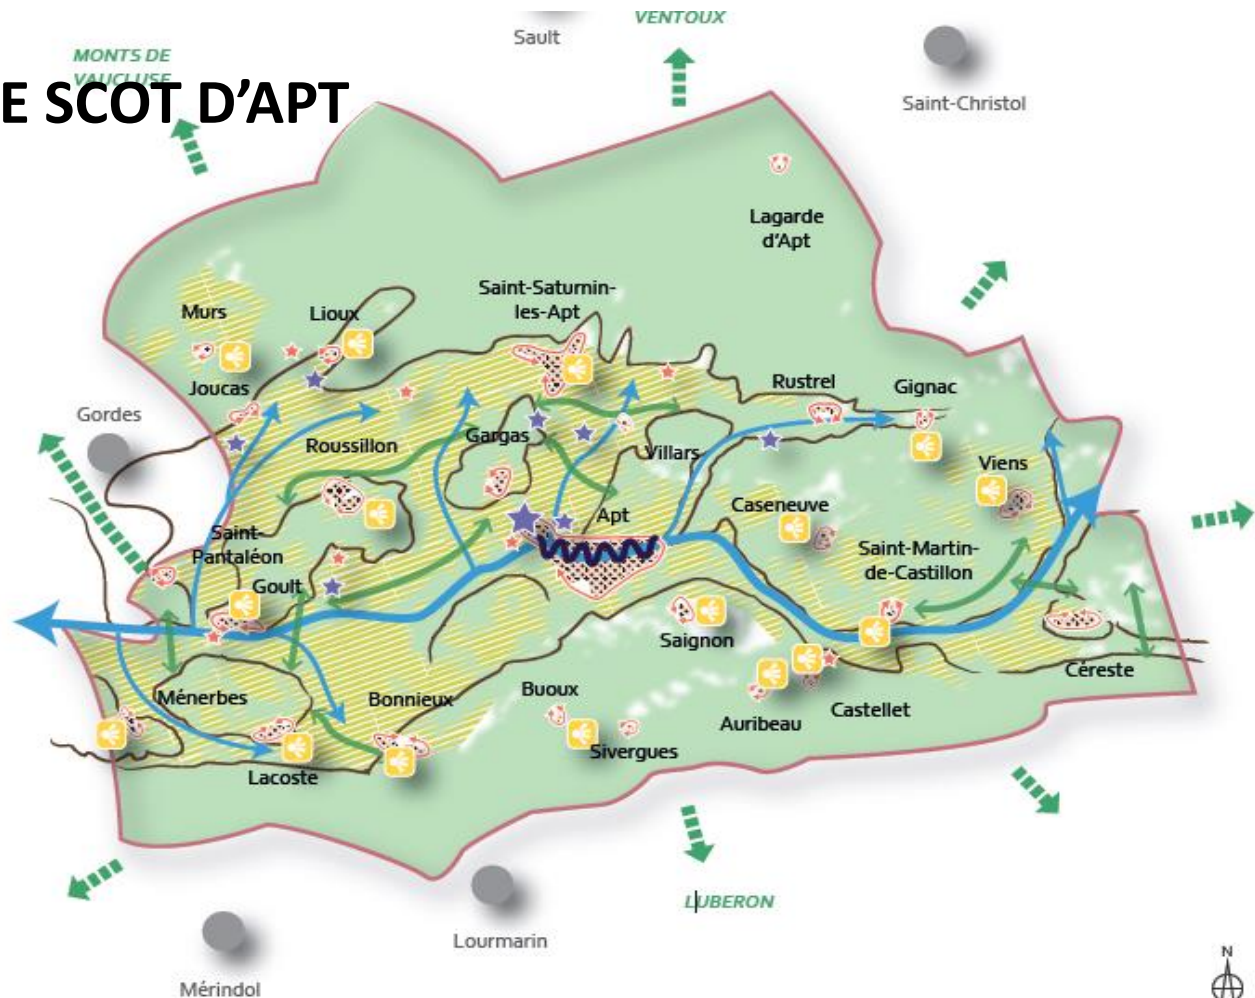 VENTOUX
Sault
MONTS DE
VAUCLUSE
E SCOT D'APT
Saint-Christol
Lagarde
d'Apt
Saint-Saturnin-
les-Apt
Murs
Lioux
Joucas
Rustrel
Gignac
Gordes
Roussillon
Gargas
Villars
Viens
Caseneuve
Apt
Saint-
Pantaléon
Saint-Martin-
de-Castillon
Goult
Saignon
Céreste
Ménerbes
Bonnieux
Buoux
Auribeau
Castellet
Sivergues
Lacoste
LUBERON
Lourmarin
N
Mérindol